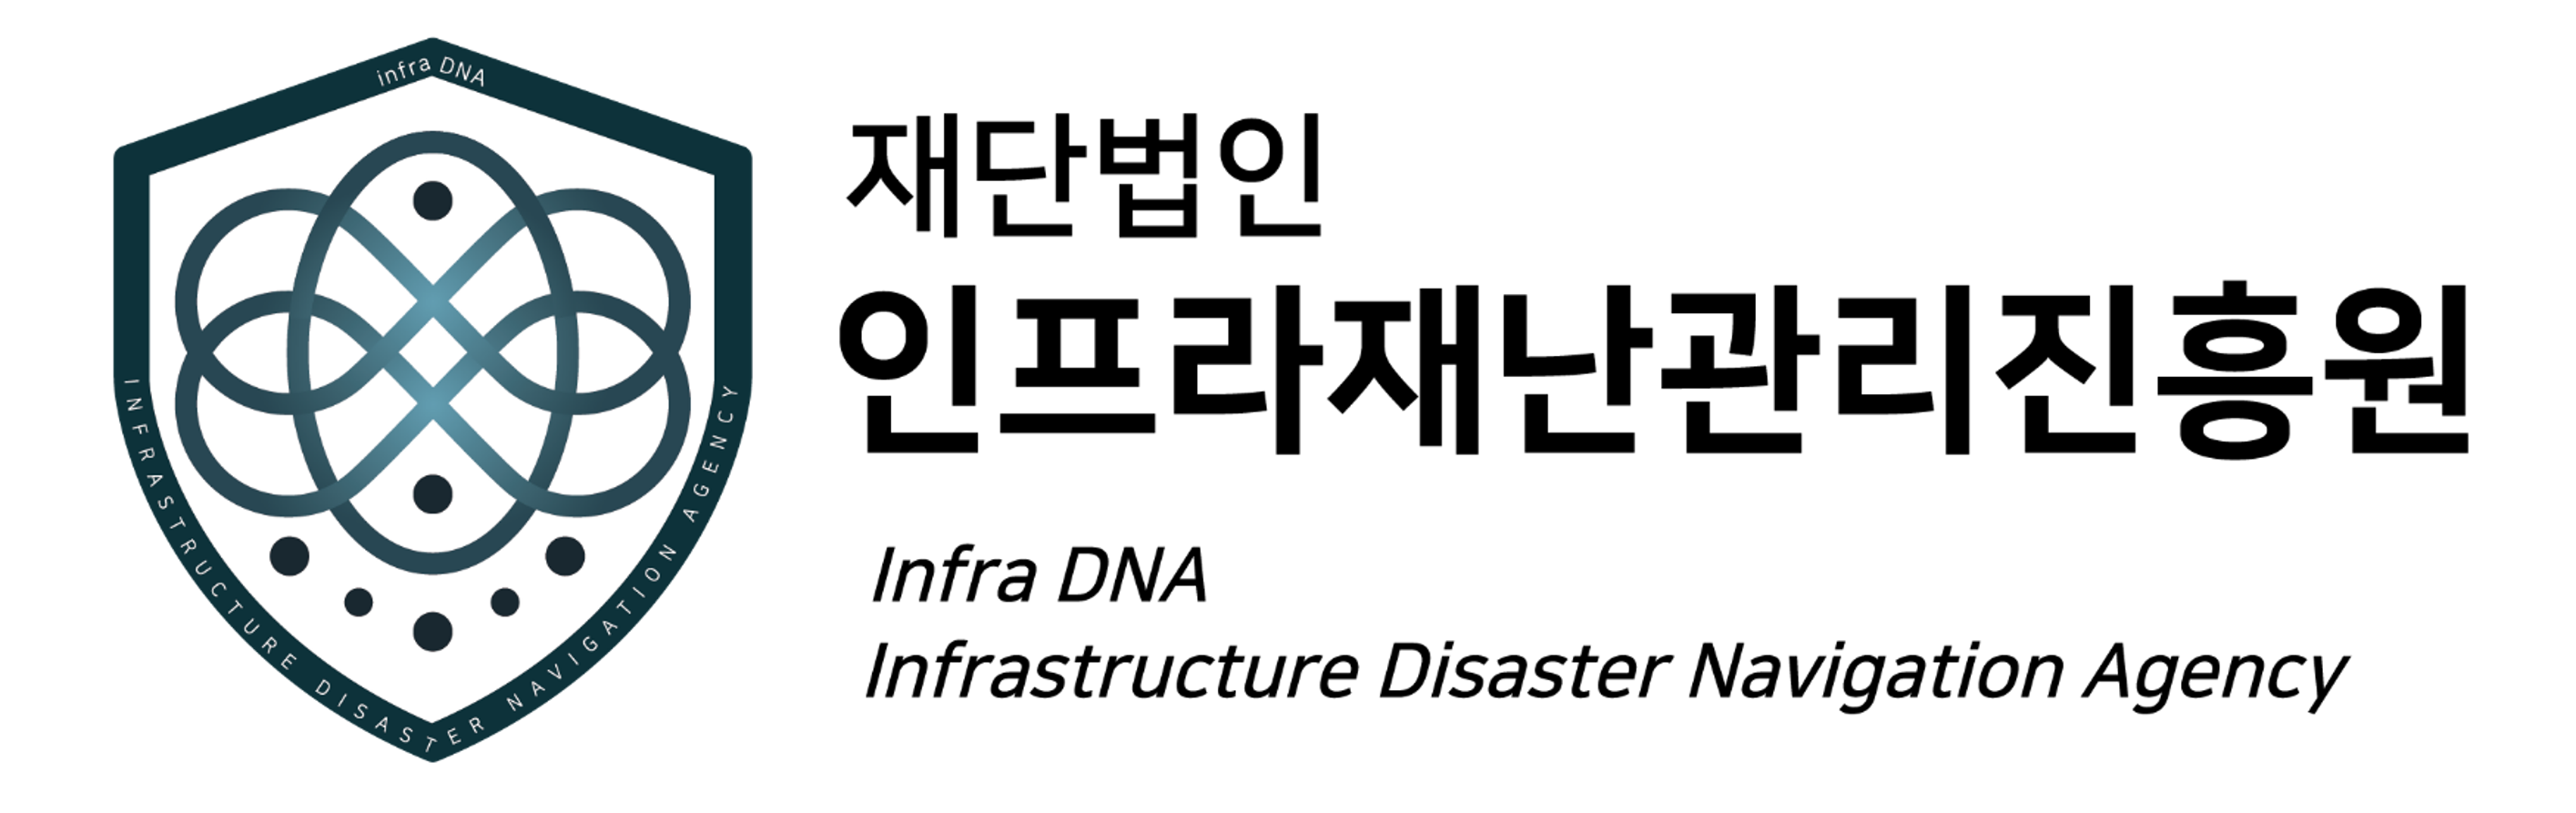 infra DNA
INFRASTRUCTURE DISASTER NAVIGATION AGENCY
재단법인
인프라재난관리진흥원
Infra DNA
Infrastructure Disaster Navigation Agency